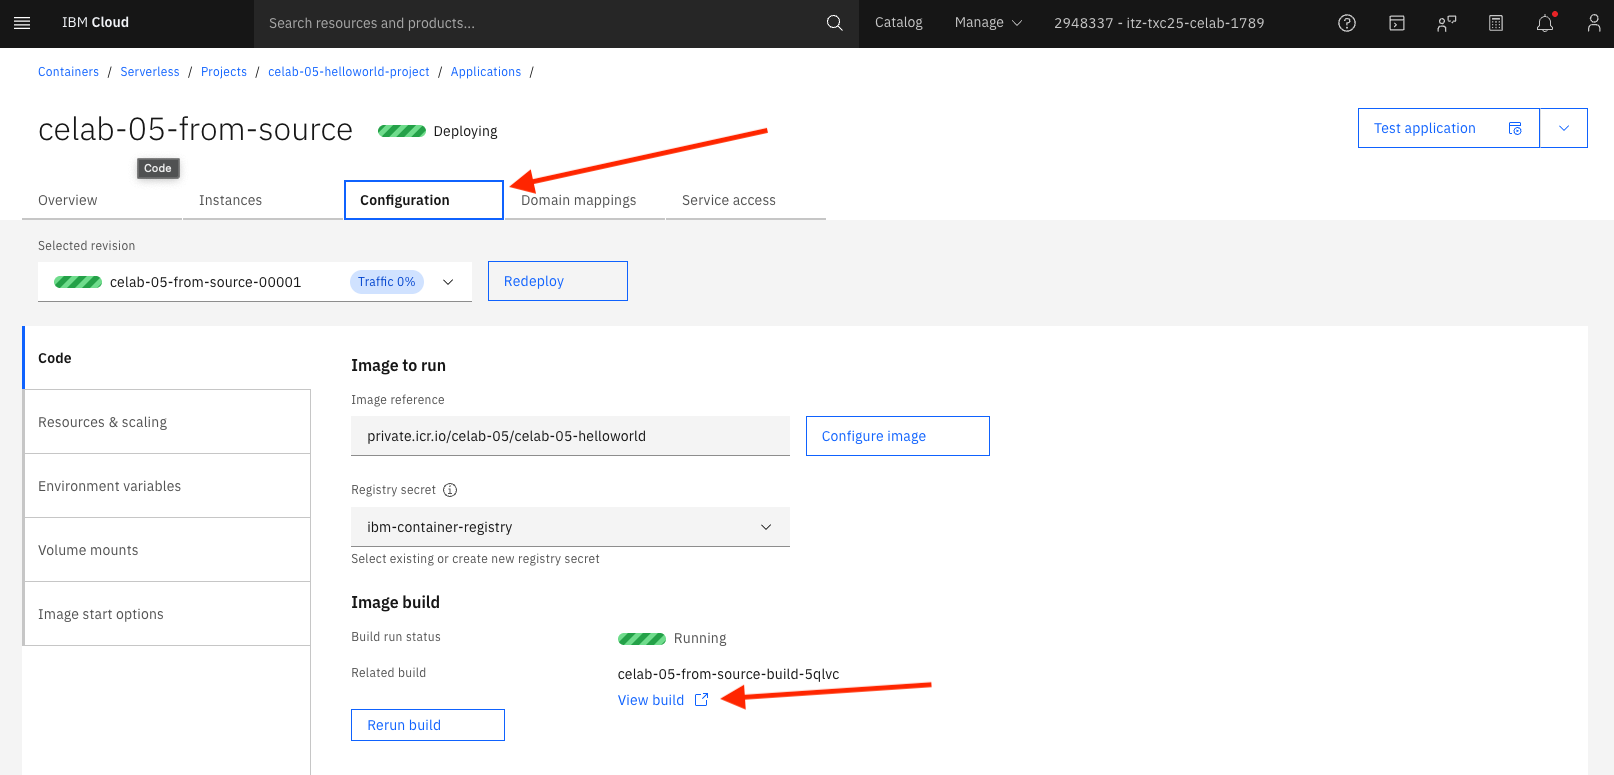 IBM Cloud
Search resources and products...
Catalog
Manage
2948337 - itz-txc25-celab-1789
Containers / Serverless / Projects / celab-05-helloworld-project / Applications /
celab-05-from-source
Deploying
Test application
Code
Overview
Instances
Configuration
Domain mappings
Service access
Selected revision
celab-05-from-source-00001
Traffic 0%
Redeploy
Code
Resources & scaling
Environment variables
Volume mounts
Image start options
Image to run
Image reference
private.icr.io/celab-05/celab-05-helloworld
Configure image
Registry secret
ibm-container-registry
Select existing or create new registry secret
Image build
Build run status
Running
Related build
celab-05-from-source-build-5qlvc
View build
Rerun build